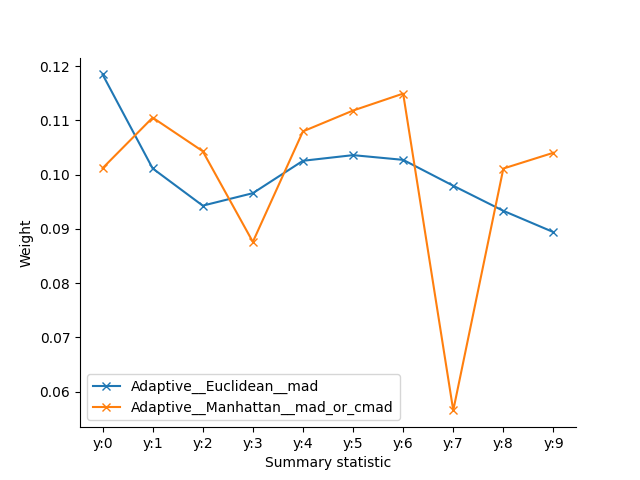 0.12
0.11
0.10
0.09
0.08
0.07
0.06
Weight
Adaptive__Euclidean__mad
Adaptive__Manhattan__mad_or_cmad
y:0 y:1 y:2 y:3 y:4 y:5 y:6 y:7 y:8 y:9
Summary statistic